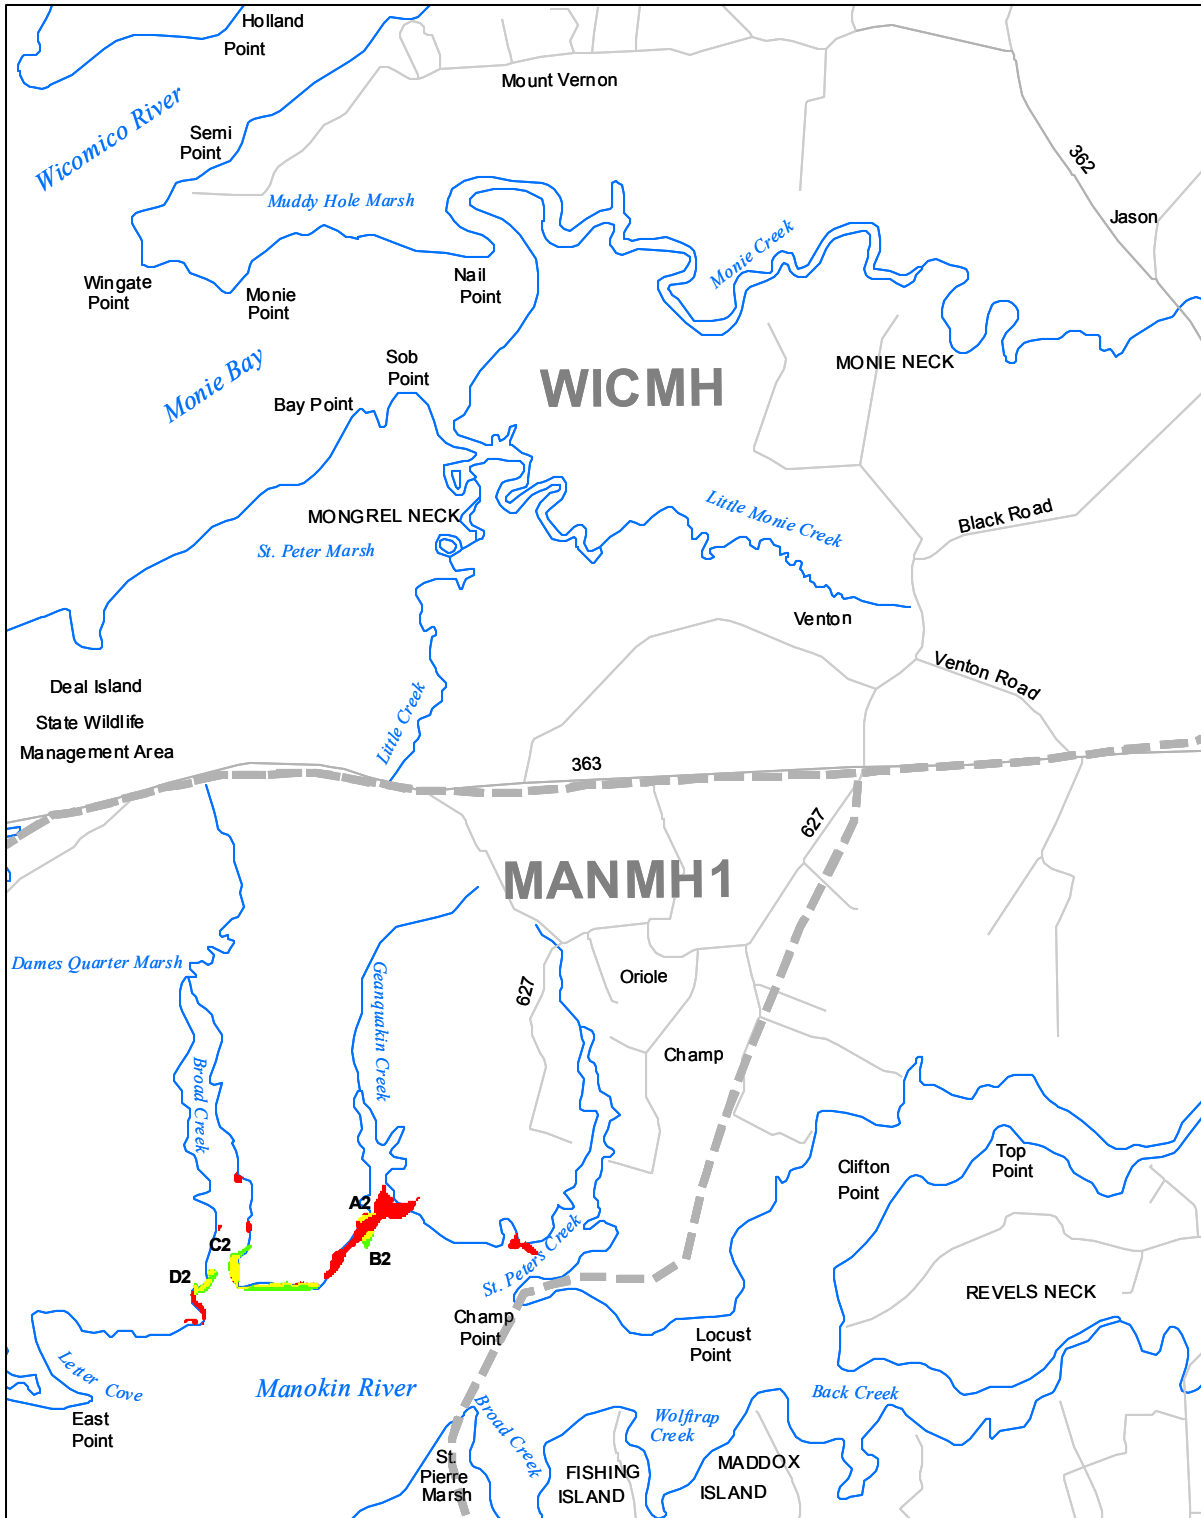 Holland
Point
Mount Vernon
Wicomico River
Semi
Point
362
Muddy Hole Marsh
Jason
Monie Creek
Wingate
Point
Monie
Point
Nail
Point
Monie Bay
Sob
Point
MONIE NECK
WICMH
Bay Point
MONGREL NECK
St. Peter Marsh
Little Monie Creek
Black Road
Venton
Venton Road
Deal Island
State Wildlife
Management Area
Little Creek
363
627
MANMH1
Dames Quarter Marsh
Geanquakin Creek
627
Oriole
Champ
Broad Creek
Clifton
Point
Top
Point
A2
B2
C2
D2
St. Peters Creek
REVELS NECK
Champ
Point
Locust
Point
Letter Cove
Manokin River
East
Point
Broad Creek
Wolftrap
Creek
Back Creek
St.
Pierre
Marsh
FISHING
ISLAND
MADDOX
ISLAND